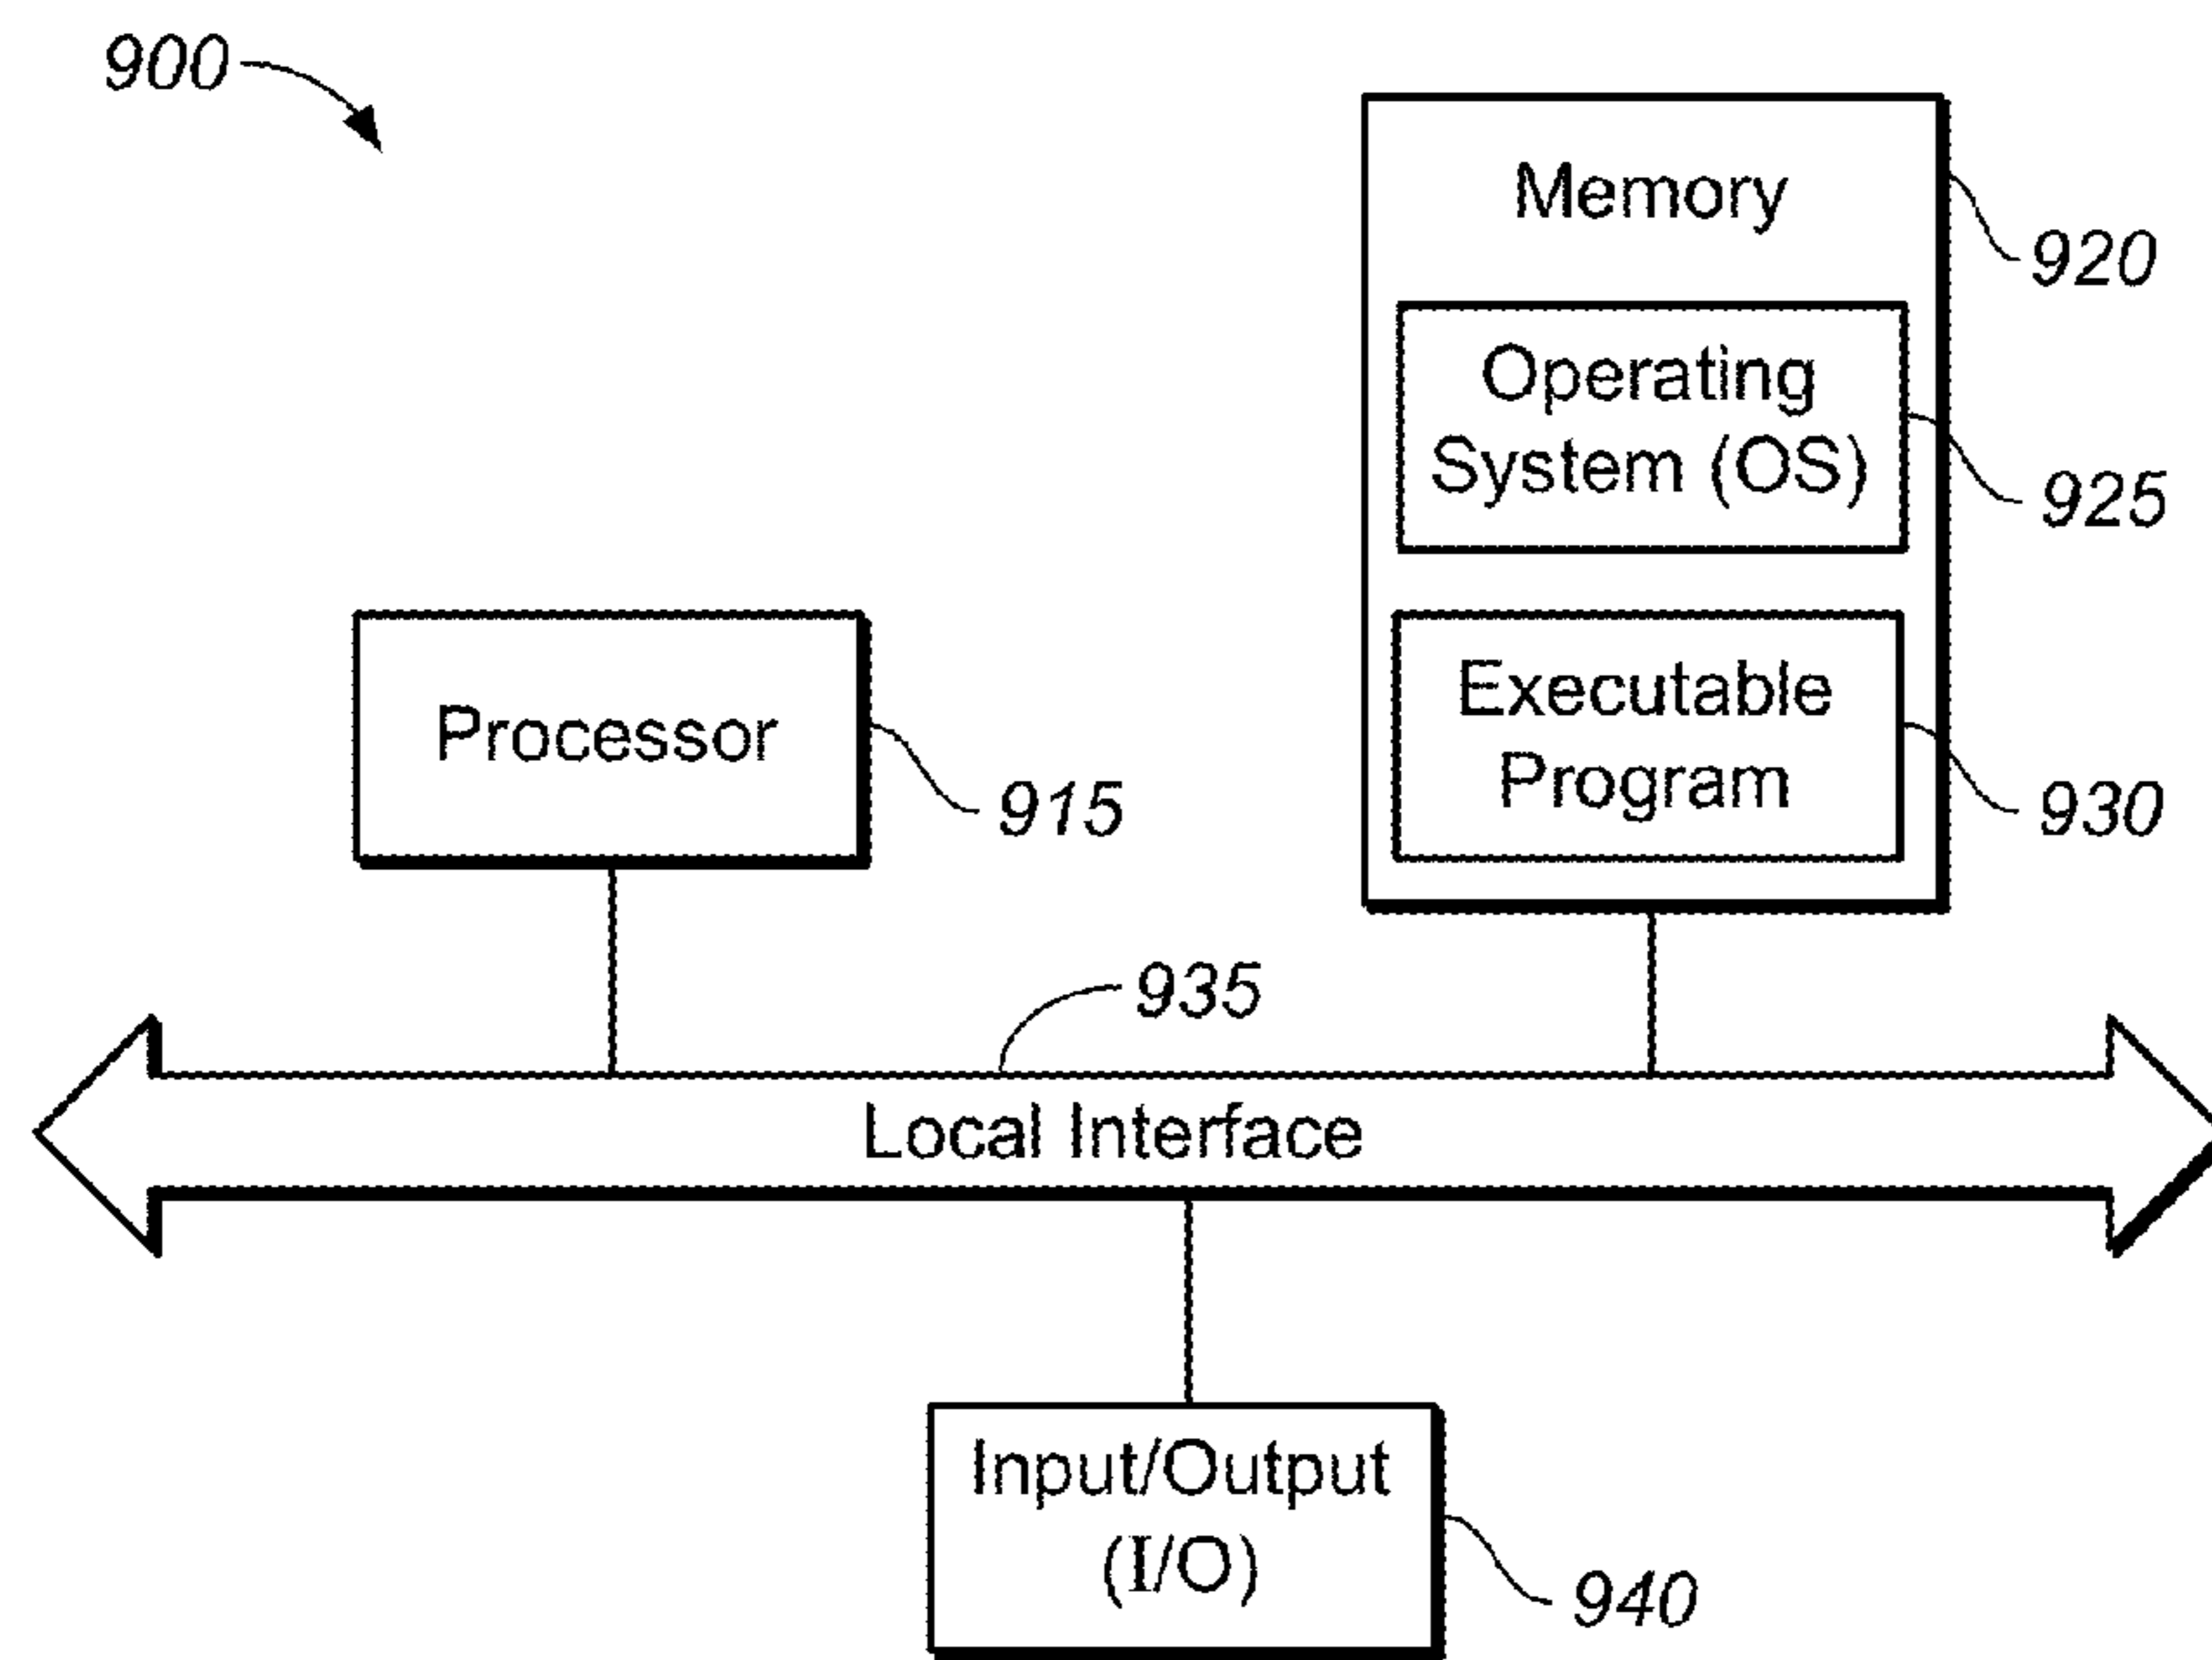 900
Memory
920
Operating
System (OS)
925
Processor
915
Executable
Program
930
935
Local Interface
Input/Output
(I/O)
940